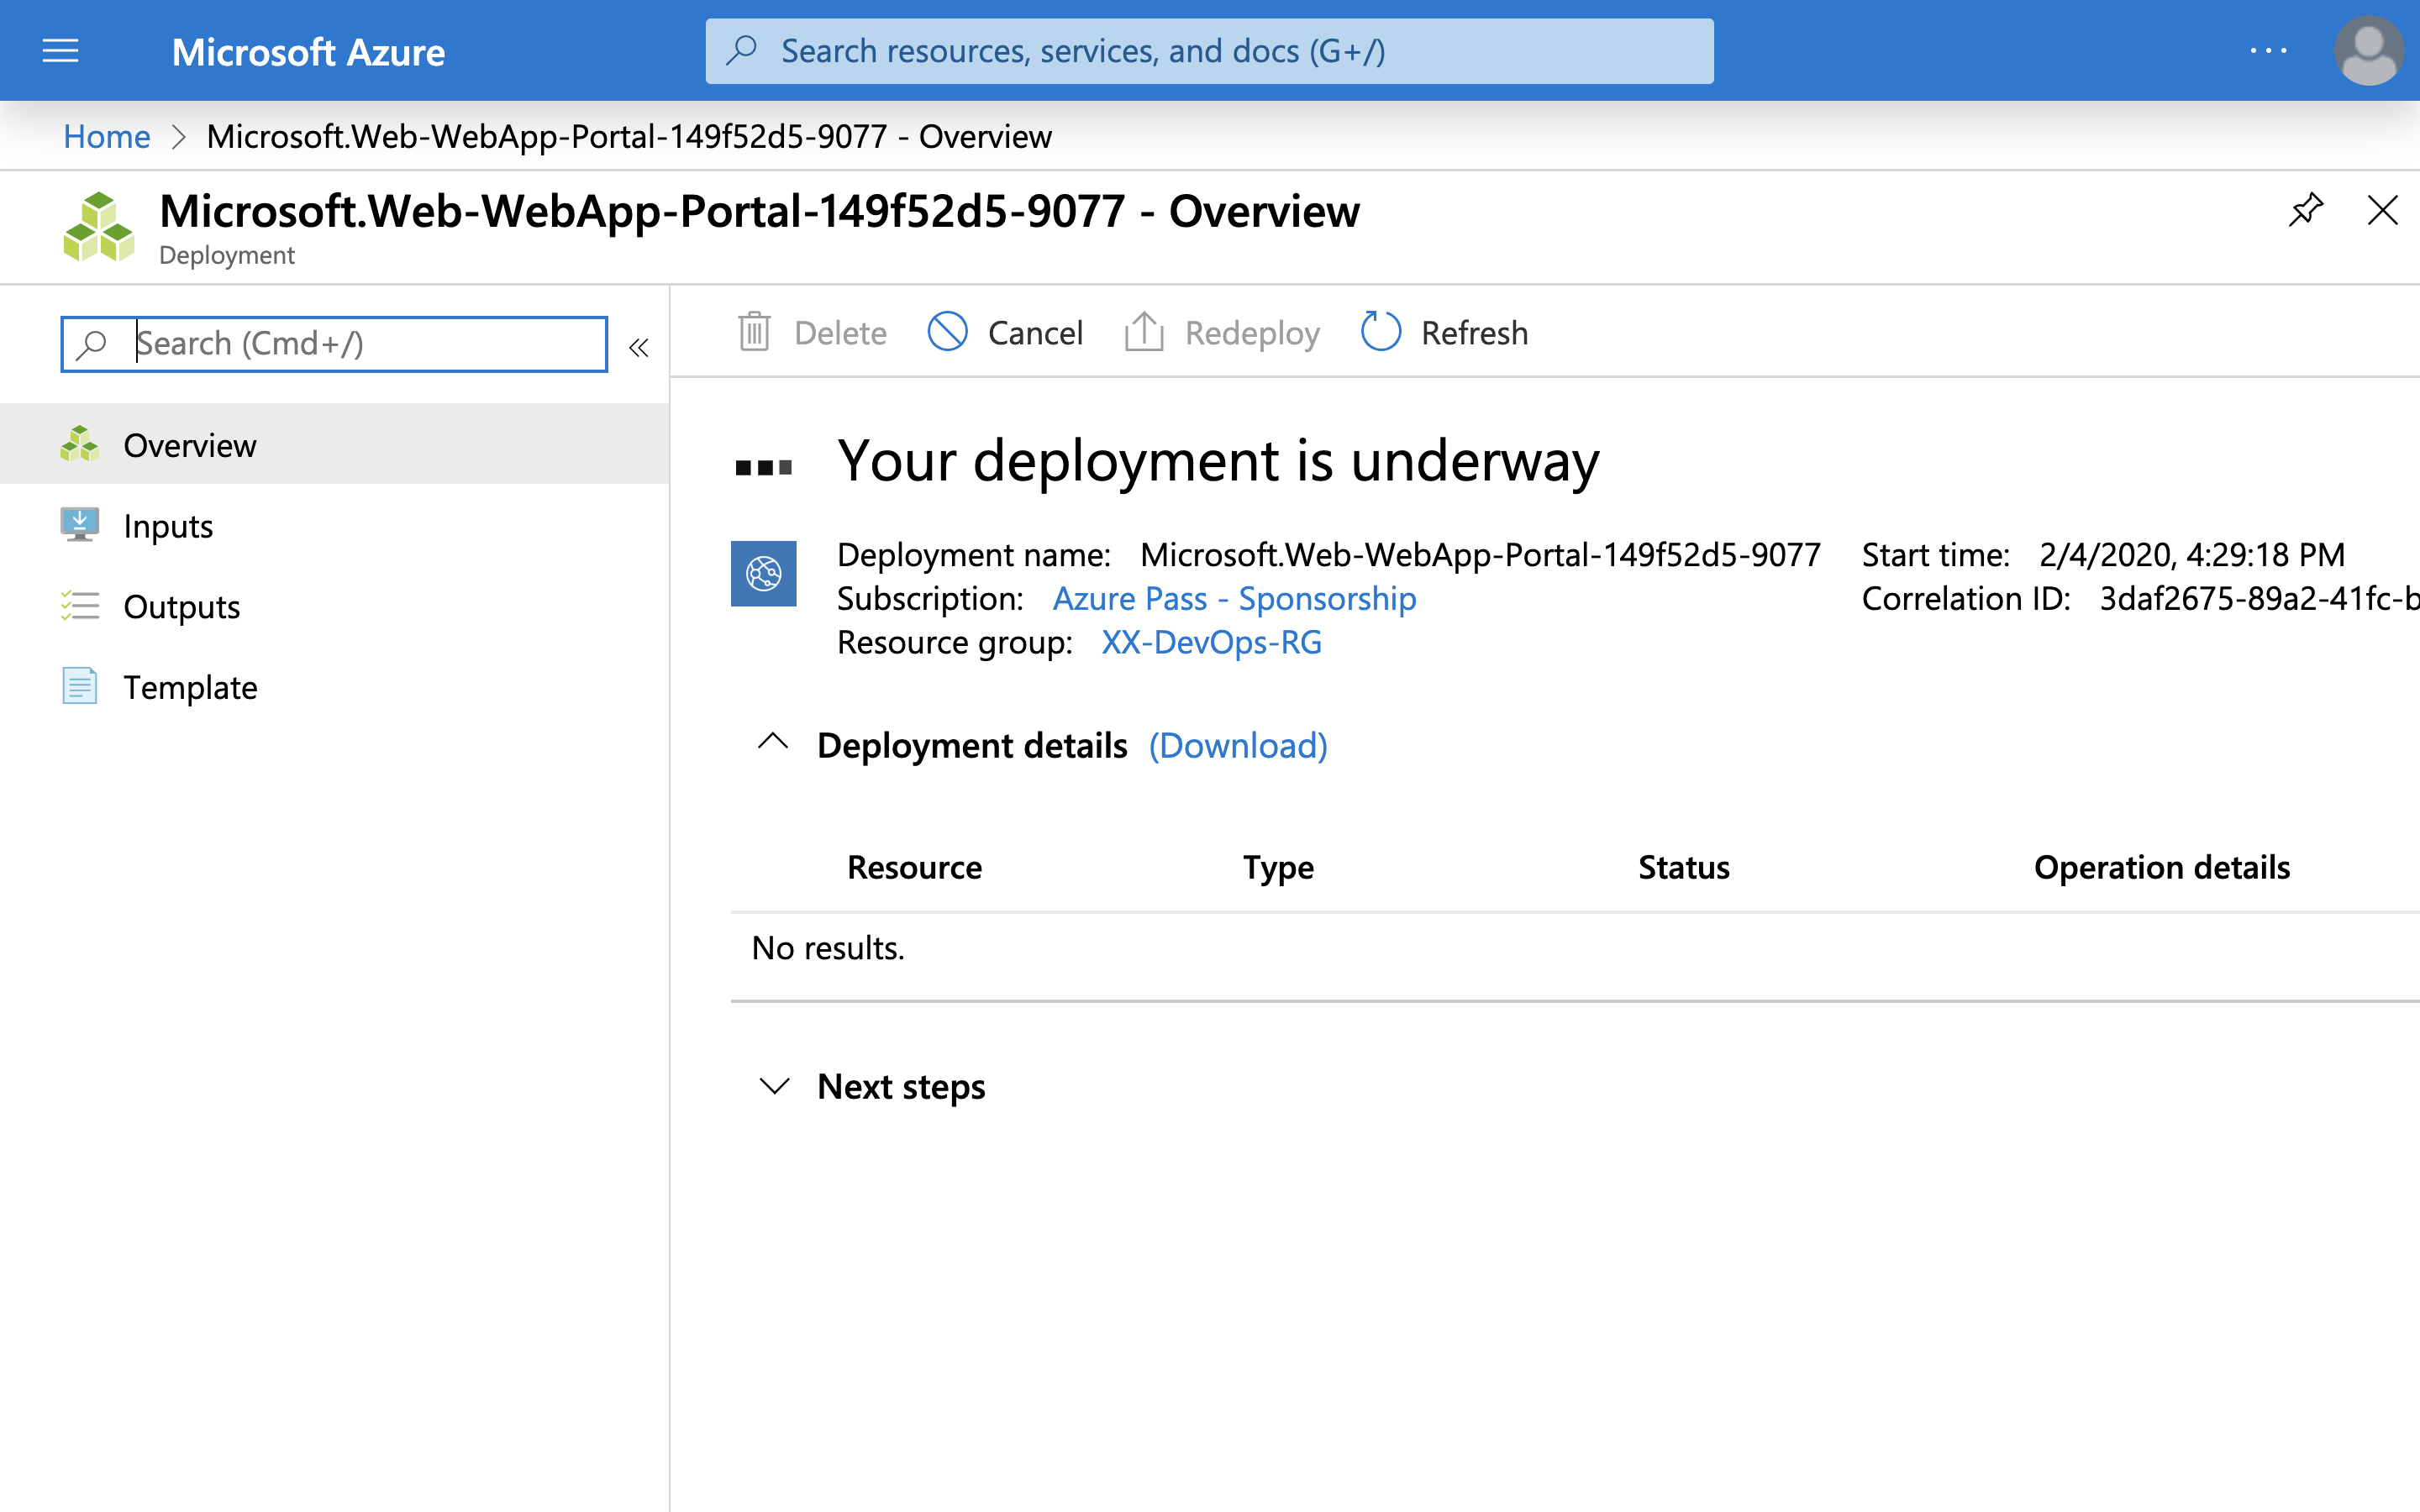 Microsoft Azure
Search resources, services, and docs (G+/)
Home > Microsoft.Web-WebApp-Portal-149f52d5-9077 - Overview
Microsoft.Web-WebApp-Portal-149f52d5-9077 - Overview
Deployment
Search (Cmd+/)
Overview
Inputs
Outputs
Template
Delete Cancel Redeploy Refresh
Your deployment is underway
Deployment name: Microsoft.Web-WebApp-Portal-149f52d5-9077 Start time: 2/4/2020, 4:29:18 PM
Subscription: Azure Pass - Sponsorship Correlation ID: 3daf2675-89a2-41fc-b
Resource group: XX-DevOps-RG
Deployment details (Download)
Resource Type Status Operation details
No results.
Next steps